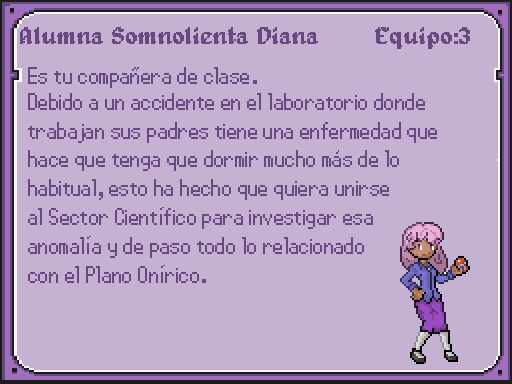 Alumna Somnolienta Diana Equipo:3
Es tu compañera de clase.
Debido a un accidente en el laboratorio donde
trabajan sus padres tiene una enfermedad que
hace que tenga que dormir mucho más de lo
habitual, esto ha hecho que quiera unirse
al Sector Científico para investigar esa
anomalía y de paso todo lo relacionado
con el Plano Onírico.